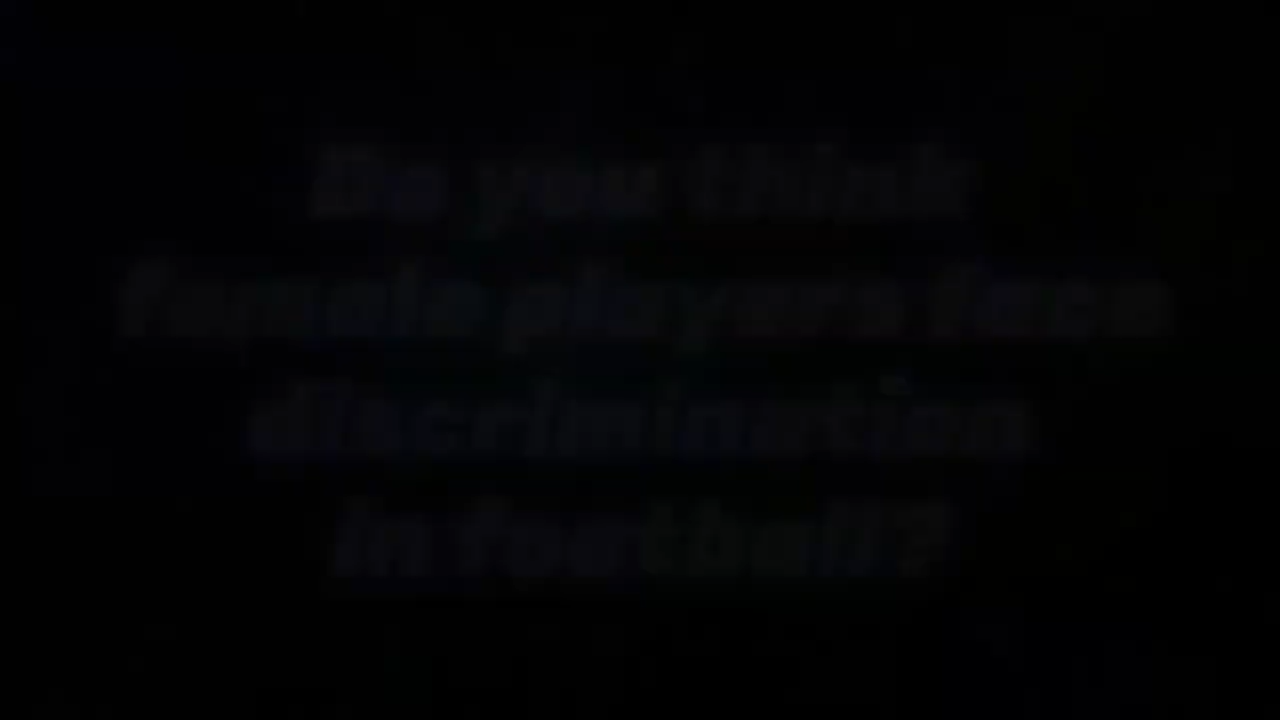 Do you think
female players face
discrimination
in football?